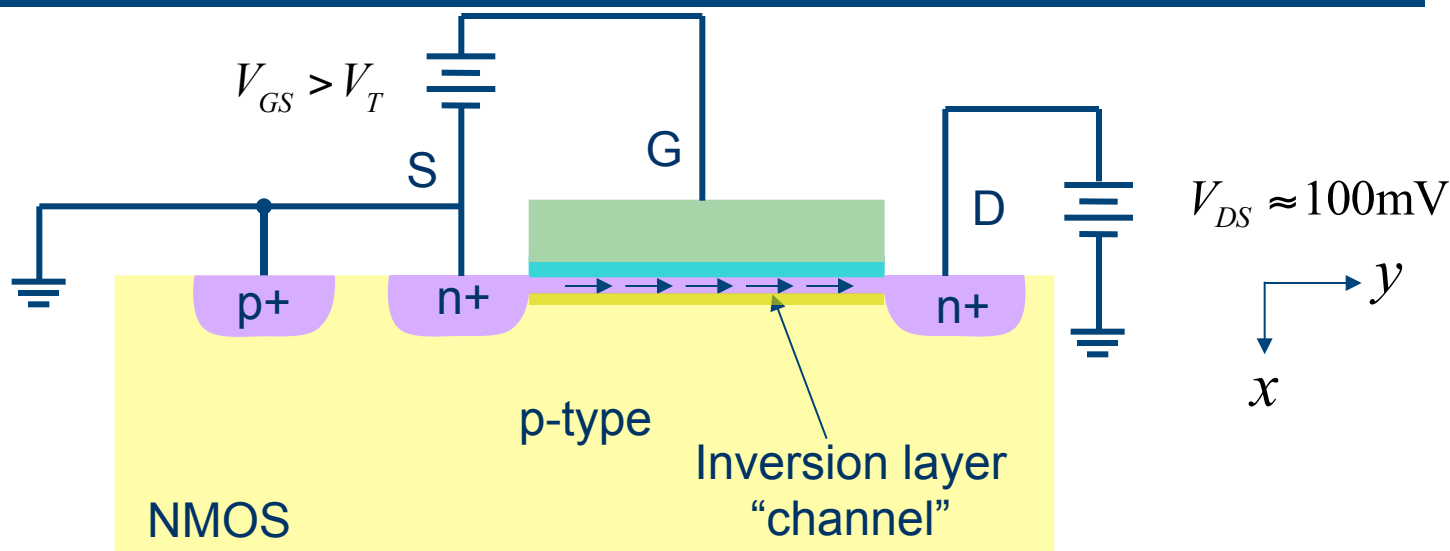 V_GS > V_T
S
G
D
V_DS ≈ 100mV
p+
n+
n+
y
x
p-type
Inversion layer
“channel”
NMOS